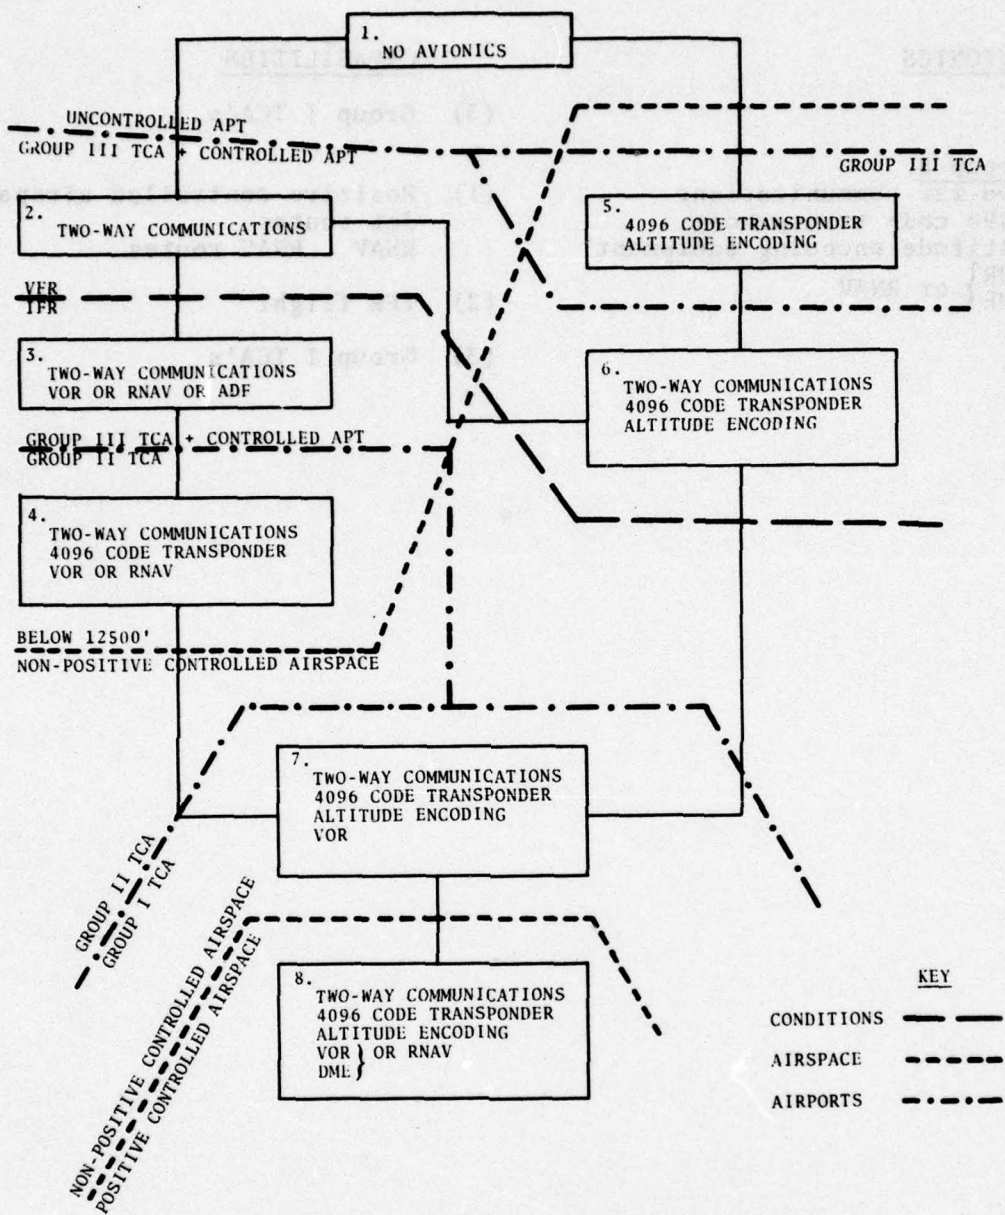 1.
NO AVIONICS
UNCONTROLLED APT
GROUP III TCA + CONTROLLED APT
GROUP III TCA
2.
TWO-WAY COMMUNICATIONS
5.
4096 CODE TRANSPONDER
ALTITUDE ENCODING
VFR
IFR
3.
TWO-WAY COMMUNICATIONS
VOR OR RNAV OR ADF
6.
TWO-WAY COMMUNICATIONS
4096 CODE TRANSPONDER
ALTITUDE ENCODING
GROUP III TCA + CONTROLLED APT
GROUP II TCA
4.
TWO-WAY COMMUNICATIONS
4096 CODE TRANSPONDER
VOR OR RNAV
BELOW 12500'
NON-POSITIVE CONTROLLED AIRSPACE
7.
TWO-WAY COMMUNICATIONS
4096 CODE TRANSPONDER
ALTITUDE ENCODING
VOR
GROUP II TCA
GROUP I TCA
NON-POSITIVE CONTROLLED AIRSPACE
POSITIVE CONTROLLED AIRSPACE
8.
TWO-WAY COMMUNICATIONS
4096 CODE TRANSPONDER
ALTITUDE ENCODING
VOR } OR RNAV
DME
KEY
CONDITIONS
AIRSPACE
AIRPORTS